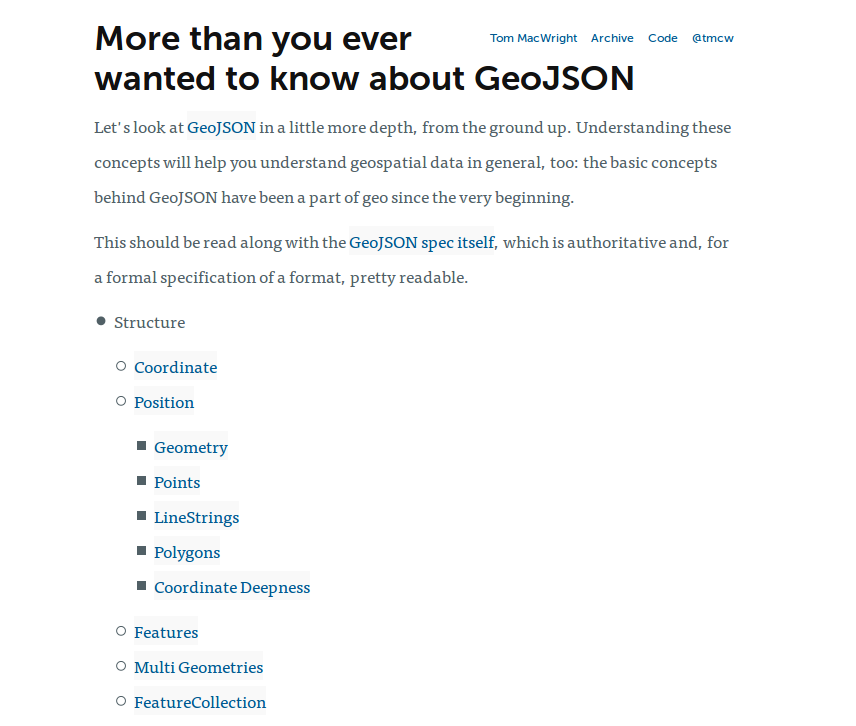 More than you ever
wanted to know about GeoJSON
Tom MacWright Archive Code @tmcw
Let's look at GeoJSON in a little more depth, from the ground up. Understanding these
concepts will help you understand geospatial data in general, too: the basic concepts
behind GeoJSON have been a part of geo since the very beginning.
This should be read along with the GeoJSON spec itself, which is authoritative and, for
a formal specification of a format, pretty readable.
Structure
Coordinate
Position
Geometry
Points
LineStrings
Polygons
Coordinate Deepness
Features
Multi Geometries
FeatureCollection